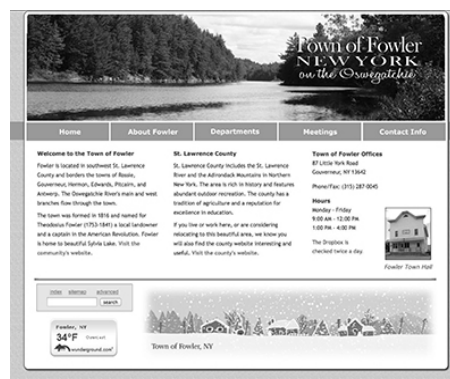 Town of Fowler
NEW YORK
on the Oswegatchie
Home
About Fowler
Departments
Meetings
Contact Info
Welcome to the Town of Fowler
Fowler is located in southwest St. Lawrence
County and borders the towns of Rossie,
Gouverneur, Hermon, Edwards, Pitcairn, and
Antwerp. The Oswegatchie River's main and west
branches flow through the town.
The town was formed in 1816 and named for
Theodosius Fowler (1753-1841) a local landowner
and a captain in the American Revolution. Fowler
is home to beautiful Sylvia Lake. Visit the
community's website.
St. Lawrence County
St. Lawrence County includes the St. Lawrence
River and the Adirondack Mountains in Northern
New York. The area is rich in history and features
abundant outdoor recreation. The county has a
tradition of agriculture and a reputation for
excellence in education.
If you live or work here, or are considering
relocating to this beautiful area, we know you
will also find the county website interesting and
useful. Visit the county's website.
Town of Fowler Offices
87 Little York Road
Gouverneur, NY 13642
Phone/Fax: (315) 287-0045
Hours
Monday - Friday
9:00 AM - 12:00 PM
1:00 PM - 4:00 PM
The Dropbox is
checked twice a day
Fowler Town Hall
index sitemap advanced
search
Fowler, NY
34°F Overcast
wunderground.com
Town of Fowler, NY